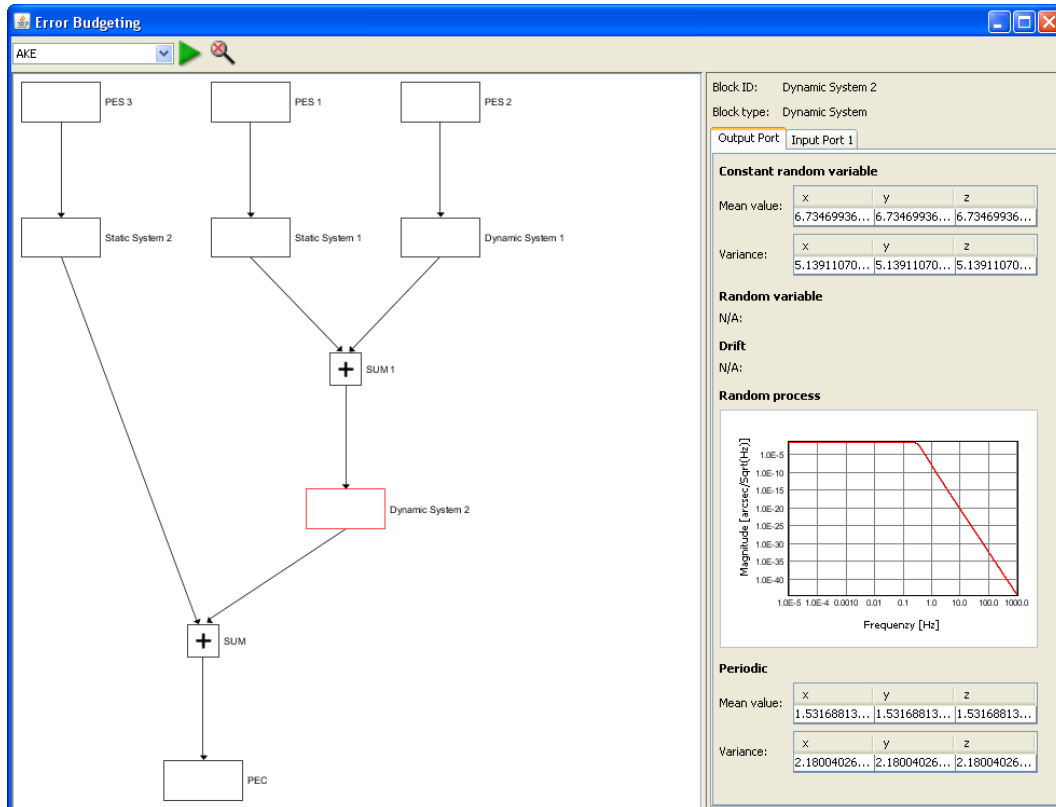 Error Budgeting
AKE
PES 3
PES 1
PES 2
Static System 2
Static System 1
Dynamic System 1
+
SUM 1
Dynamic System 2
+
SUM
PEC
Block ID: Dynamic System 2
Block type: Dynamic System
Output Port Input Port 1
Constant random variable
x y z
Mean value: 6.73469936... 6.73469936... 6.73469936...
x y z
Variance: 5.13911070... 5.13911070... 5.13911070...
Random variable
N/A:
Drift
N/A:
Random process
Magnitude [arcsec/Sqrt(Hz)]
1.0E-5
1.0E-10
1.0E-15
1.0E-20
1.0E-25
1.0E-30
1.0E-35
1.0E-40
1.0E-5 1.0E-4 0.0010 0.01 0.1 1.0 10.0 100.0 1000.0
Frequenzy [Hz]
Periodic
x y z
Mean value: 1.53168813... 1.53168813... 1.53168813...
x y z
Variance: 2.18004026... 2.18004026... 2.18004026...